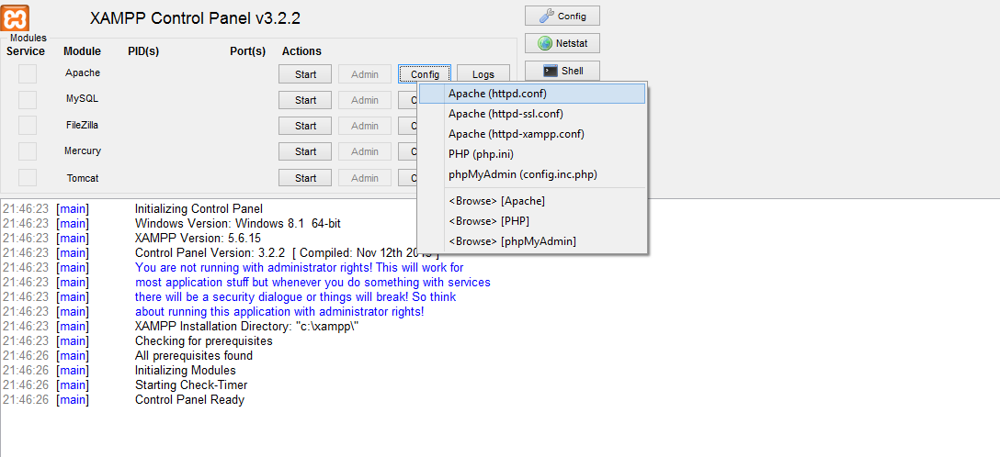 XAMPP Control Panel v3.2.2
Config
Modules
Netstat
Service Module PID(s) Port(s) Actions
Shell
Apache Start Admin Config Logs
MySQL Start Admin
FileZilla Start Admin
Mercury Start Admin
Tomcat Start Admin
Apache (httpd.conf)
Apache (httpd-ssl.conf)
Apache (httpd-xampp.conf)
PHP (php.ini)
phpMyAdmin (config.inc.php)
<Browse> [Apache]
<Browse> [PHP]
<Browse> [phpMyAdmin]
21:46:23 [main] Initializing Control Panel
21:46:23 [main] Windows Version: Windows 8.1 64-bit
21:46:23 [main] XAMPP Version: 5.6.15
21:46:23 [main] Control Panel Version: 3.2.2 [ Compiled: Nov 12th 2015 ]
21:46:23 [main] You are not running with administrator rights! This will work for
21:46:23 [main] most application stuff but whenever you do something with services
21:46:23 [main] there will be a security dialogue or things will break! So think
21:46:23 [main] about running this application with administrator rights!
21:46:23 [main] XAMPP Installation Directory: "c:\xampp\"
21:46:23 [main] Checking for prerequisites
21:46:26 [main] All prerequisites found
21:46:26 [main] Initializing Modules
21:46:26 [main] Starting Check-Timer
21:46:26 [main] Control Panel Ready